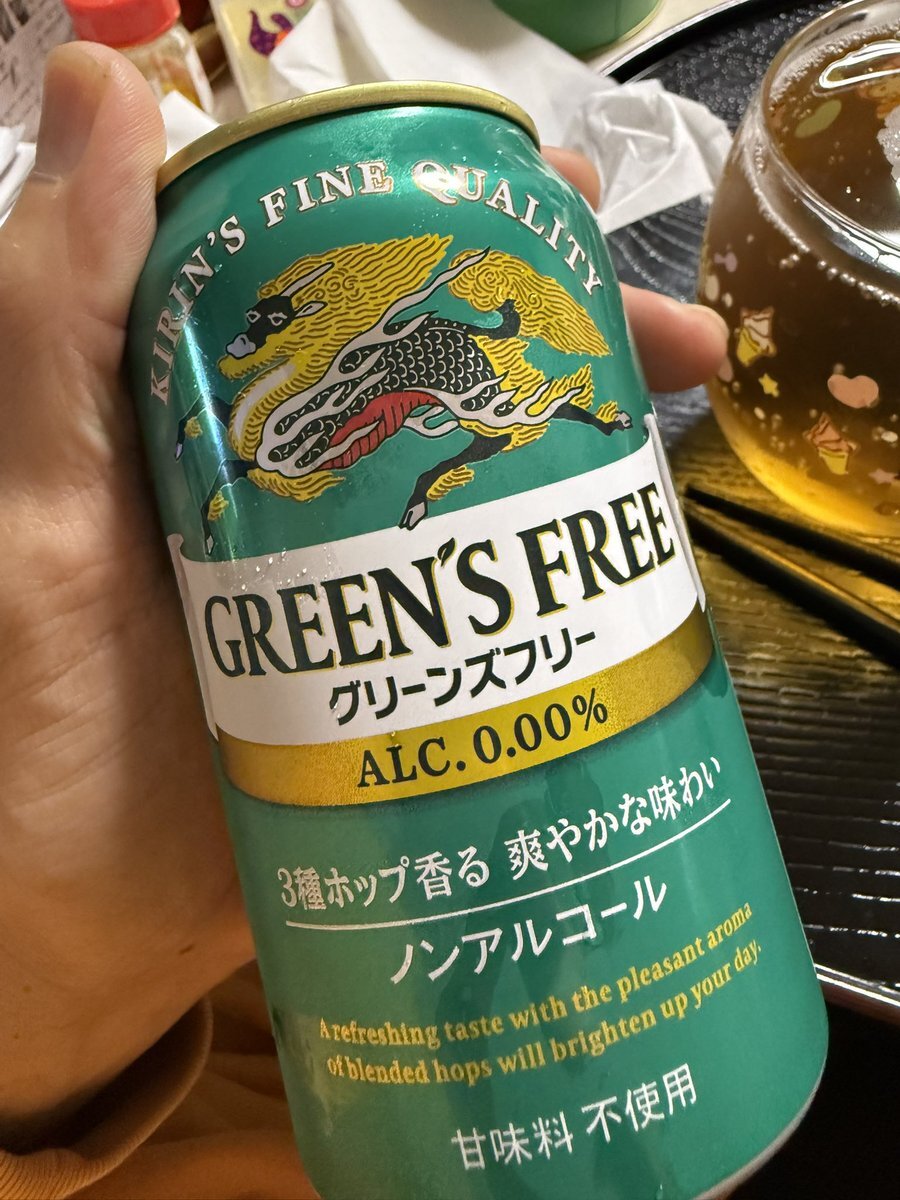 KIRIN'S FINE QUALITY
GREEN'S FREE
グリーンズフリー
ALC. 0.00%
3種ホップ香る 爽やかな味わい
ノンアルコール
A refreshing taste with the pleasant aroma
of blended hops will brighten up your day.
甘味料 不使用